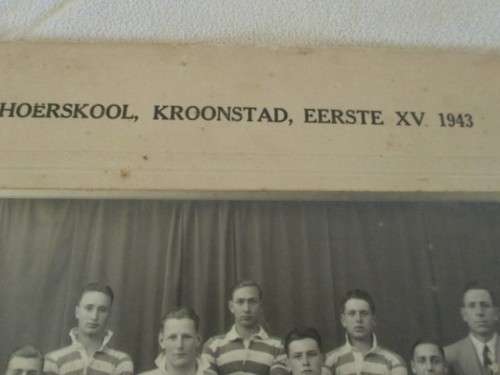 HOËRSKOOL, KROONSTAD, EERSTE XV. 1943